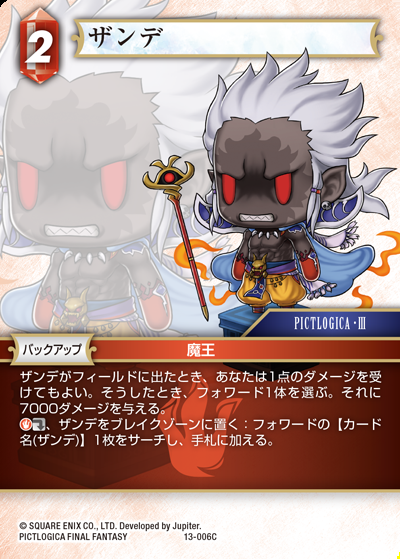 2
ザンデ
PICTLOGICA・III
バックアップ
魔王
ザンデがフィールドに出たとき、あなたは1点のダメージを受
けてもよい。そうしたとき、フォワード1体を選ぶ。それに
7000ダメージを与える。
、ザンデをブレイクゾーンに置く：フォワードの【カード
名(ザンデ)】1枚をサーチし、手札に加える。
© SQUARE ENIX CO., LTD. Developed by Jupiter.
PICTLOGICA FINAL FANTASY
13-006C